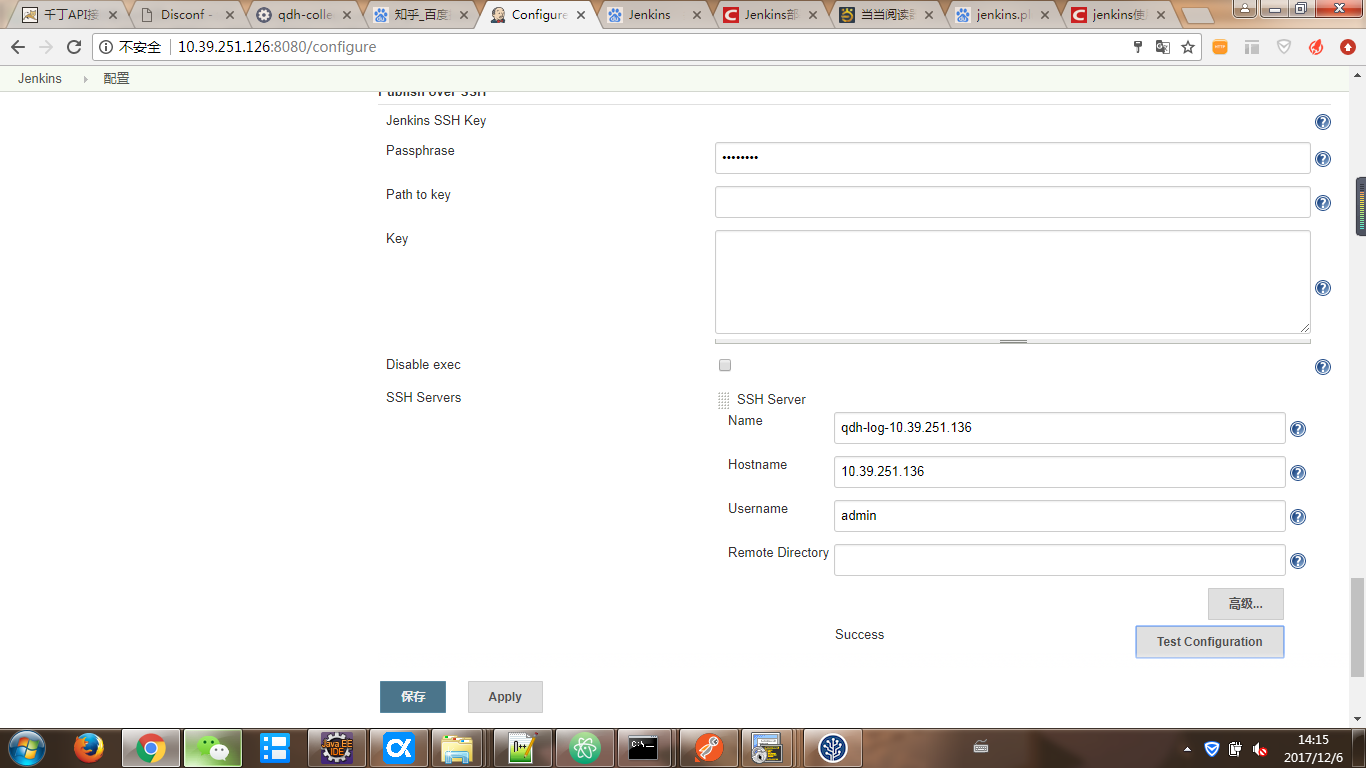 千丁API接
Disconf -
qdh-colle
知乎_百度
Configure
Jenkins
Jenkins部
当当阅读器
jenkins.pl
jenkins使
不安全 10.39.251.126:8080/configure
Jenkins 配置
Publish over SSH
Jenkins SSH Key
Passphrase ••••••••
Path to key
Key
Disable exec
SSH Servers
SSH Server
Name qdh-log-10.39.251.136
Hostname 10.39.251.136
Username admin
Remote Directory
高级...
Success Test Configuration
保存 Apply
Java EE
IDE
14:15
2017/12/6